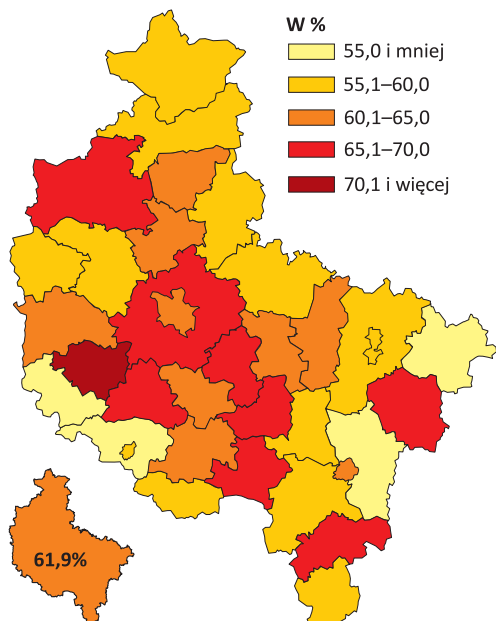 W %
55,0 i mniej
55,1–60,0
60,1–65,0
65,1–70,0
70,1 i więcej
61,9%